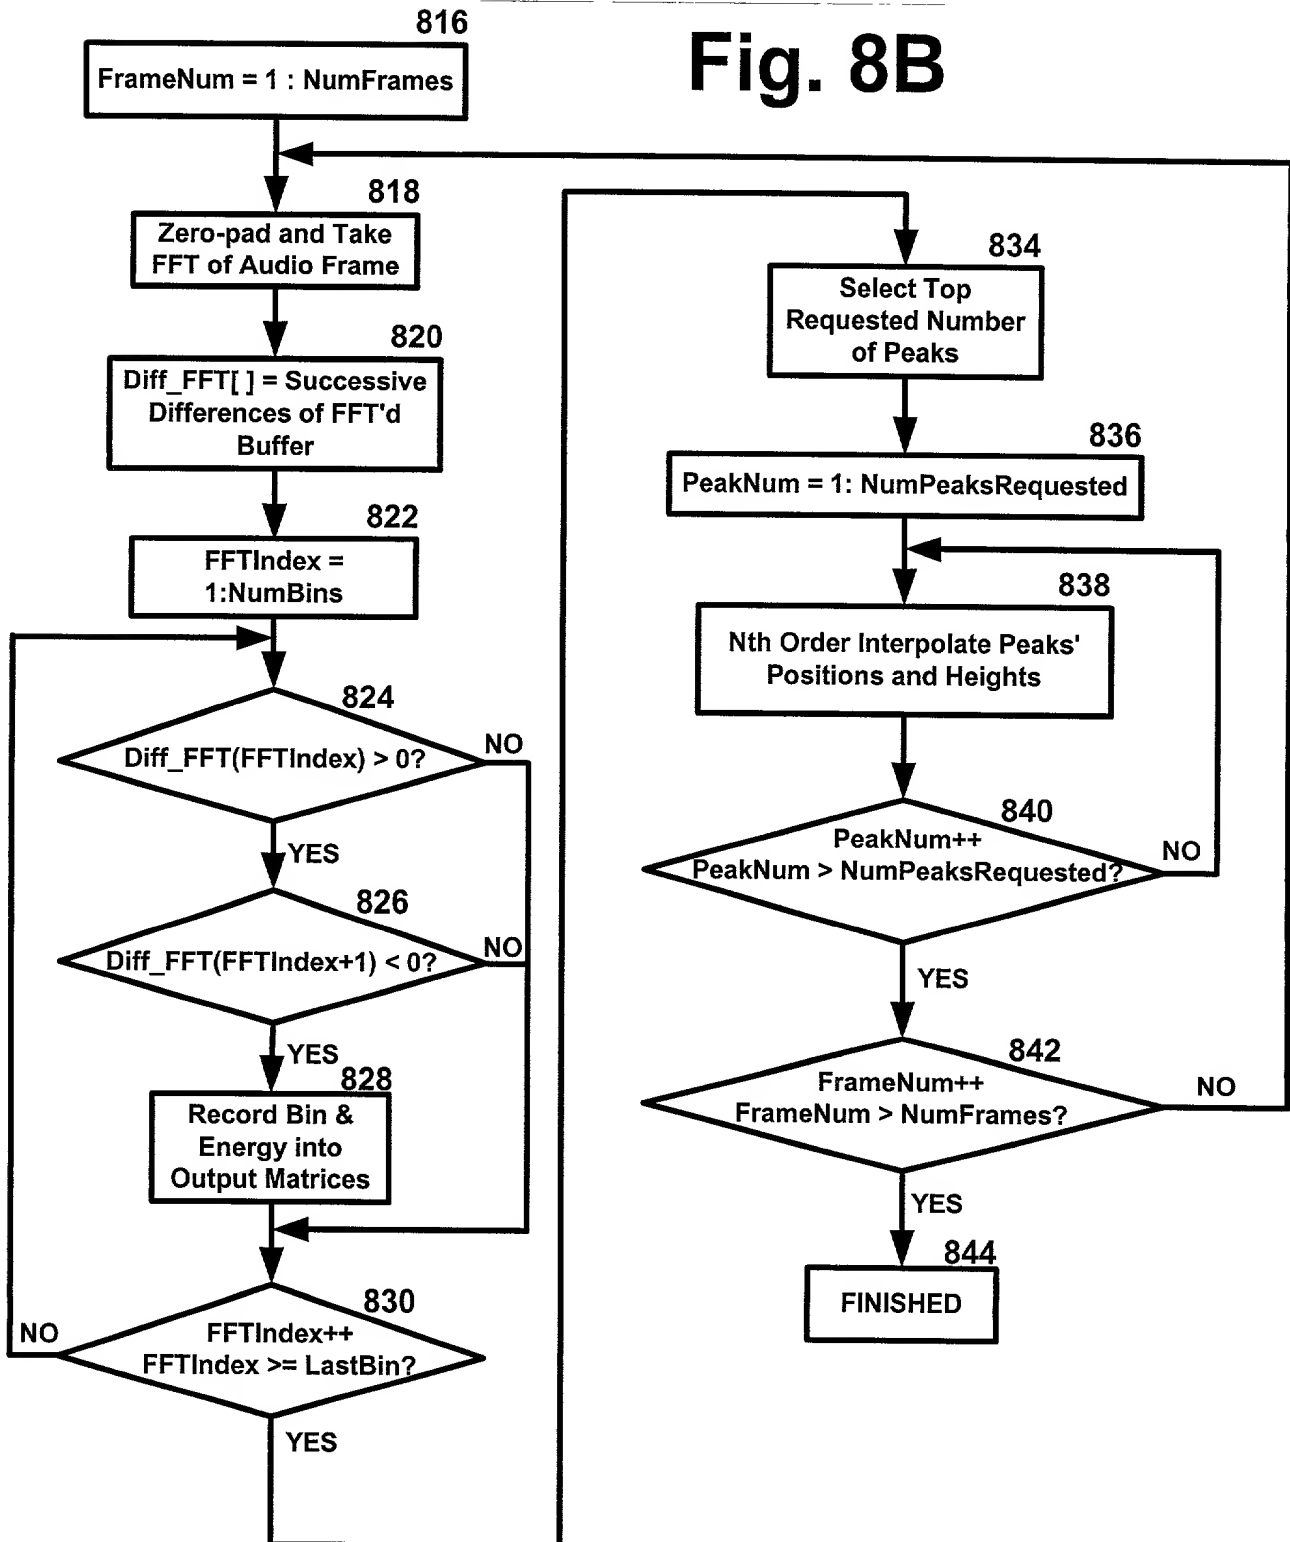 Fig. 8B
816
FrameNum = 1 : NumFrames
818
Zero-pad and Take
FFT of Audio Frame
820
Diff_FFT[ ] = Successive
Differences of FFT'd
Buffer
822
FFTIndex =
1:NumBins
824
Diff_FFT(FFTIndex) > 0?
NO
YES
826
Diff_FFT(FFTIndex+1) < 0?
NO
YES
828
Record Bin &
Energy into
Output Matrices
830
FFTIndex++
FFTIndex >= LastBin?
NO
YES
834
Select Top
Requested Number
of Peaks
836
PeakNum = 1: NumPeaksRequested
838
Nth Order Interpolate Peaks'
Positions and Heights
840
PeakNum++
PeakNum > NumPeaksRequested?
NO
YES
842
FrameNum++
FrameNum > NumFrames?
NO
YES
844
FINISHED